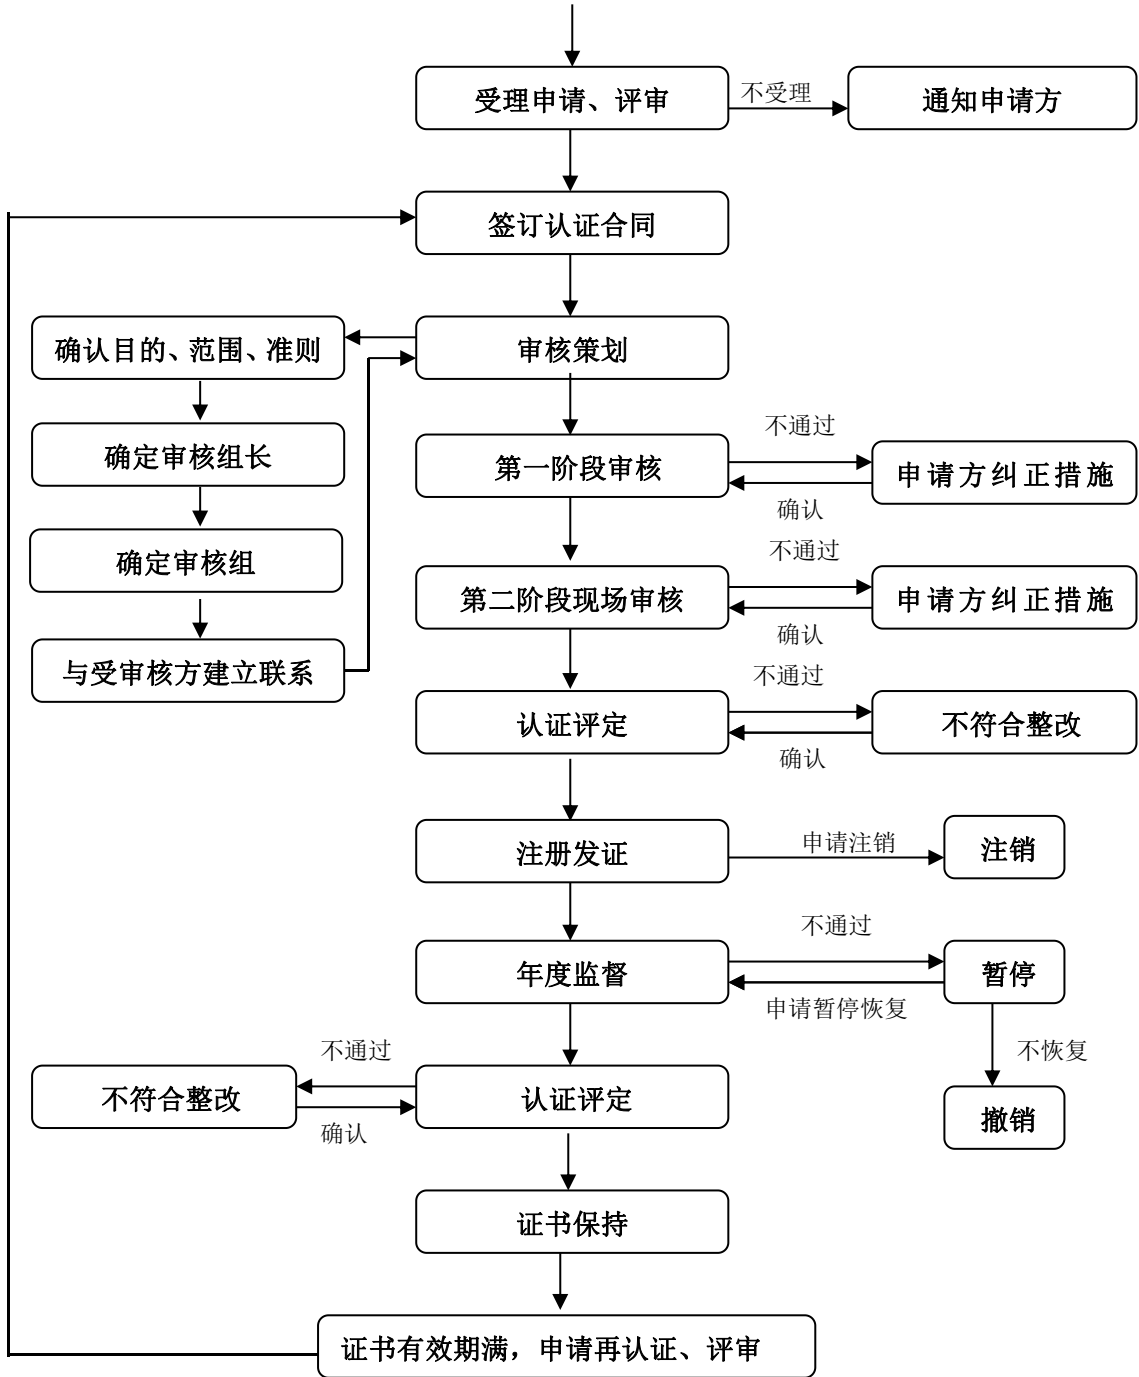 受理申请、评审
不受理
通知申请方
签订认证合同
确认目的、范围、准则
审核策划
确定审核组长
不通过
第一阶段审核
申请方纠正措施
确认
确定审核组
不通过
第二阶段现场审核
申请方纠正措施
确认
与受审核方建立联系
不通过
认证评定
不符合整改
确认
注册发证
申请注销
注销
不通过
年度监督
暂停
申请暂停恢复
不通过
不恢复
不符合整改
认证评定
撤销
确认
证书保持
证书有效期满，申请再认证、评审